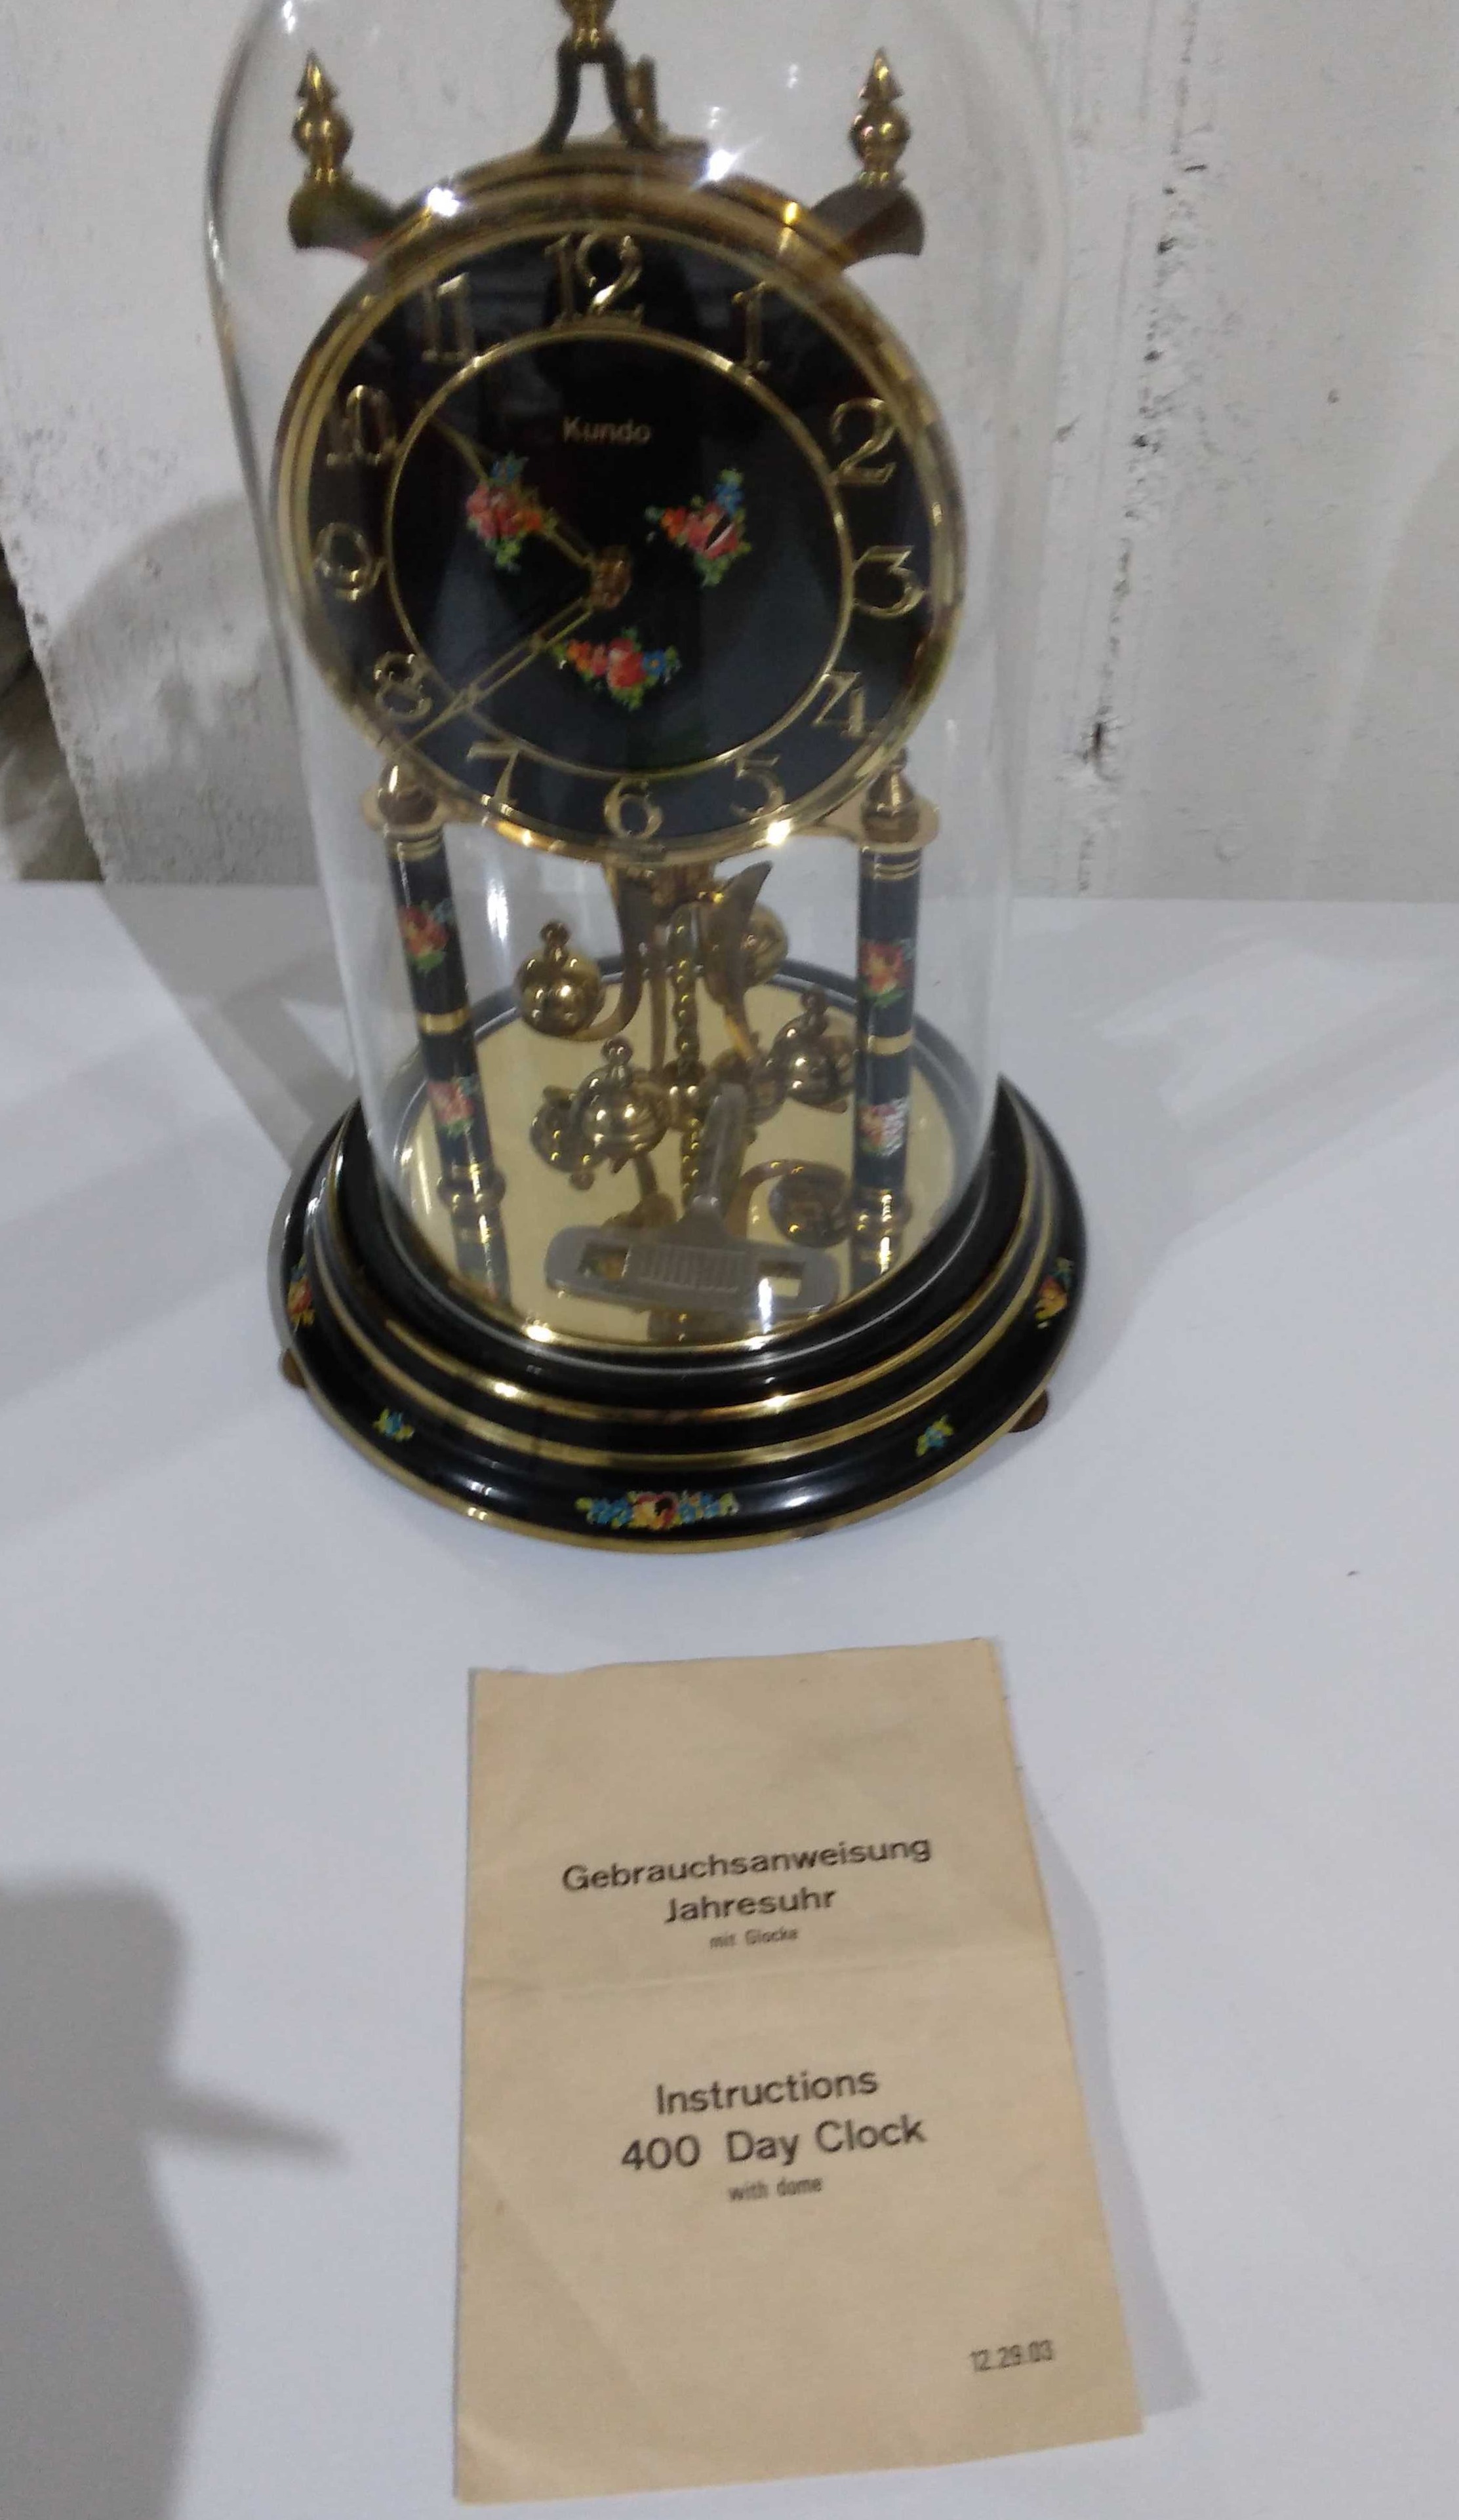 12
11
1
10
2
Kundo
9
3
8
4
7
5
6
Gebrauchsanweisung
Jahresuhr
mit Glocke
Instructions
400 Day Clock
with dome
12.29.03